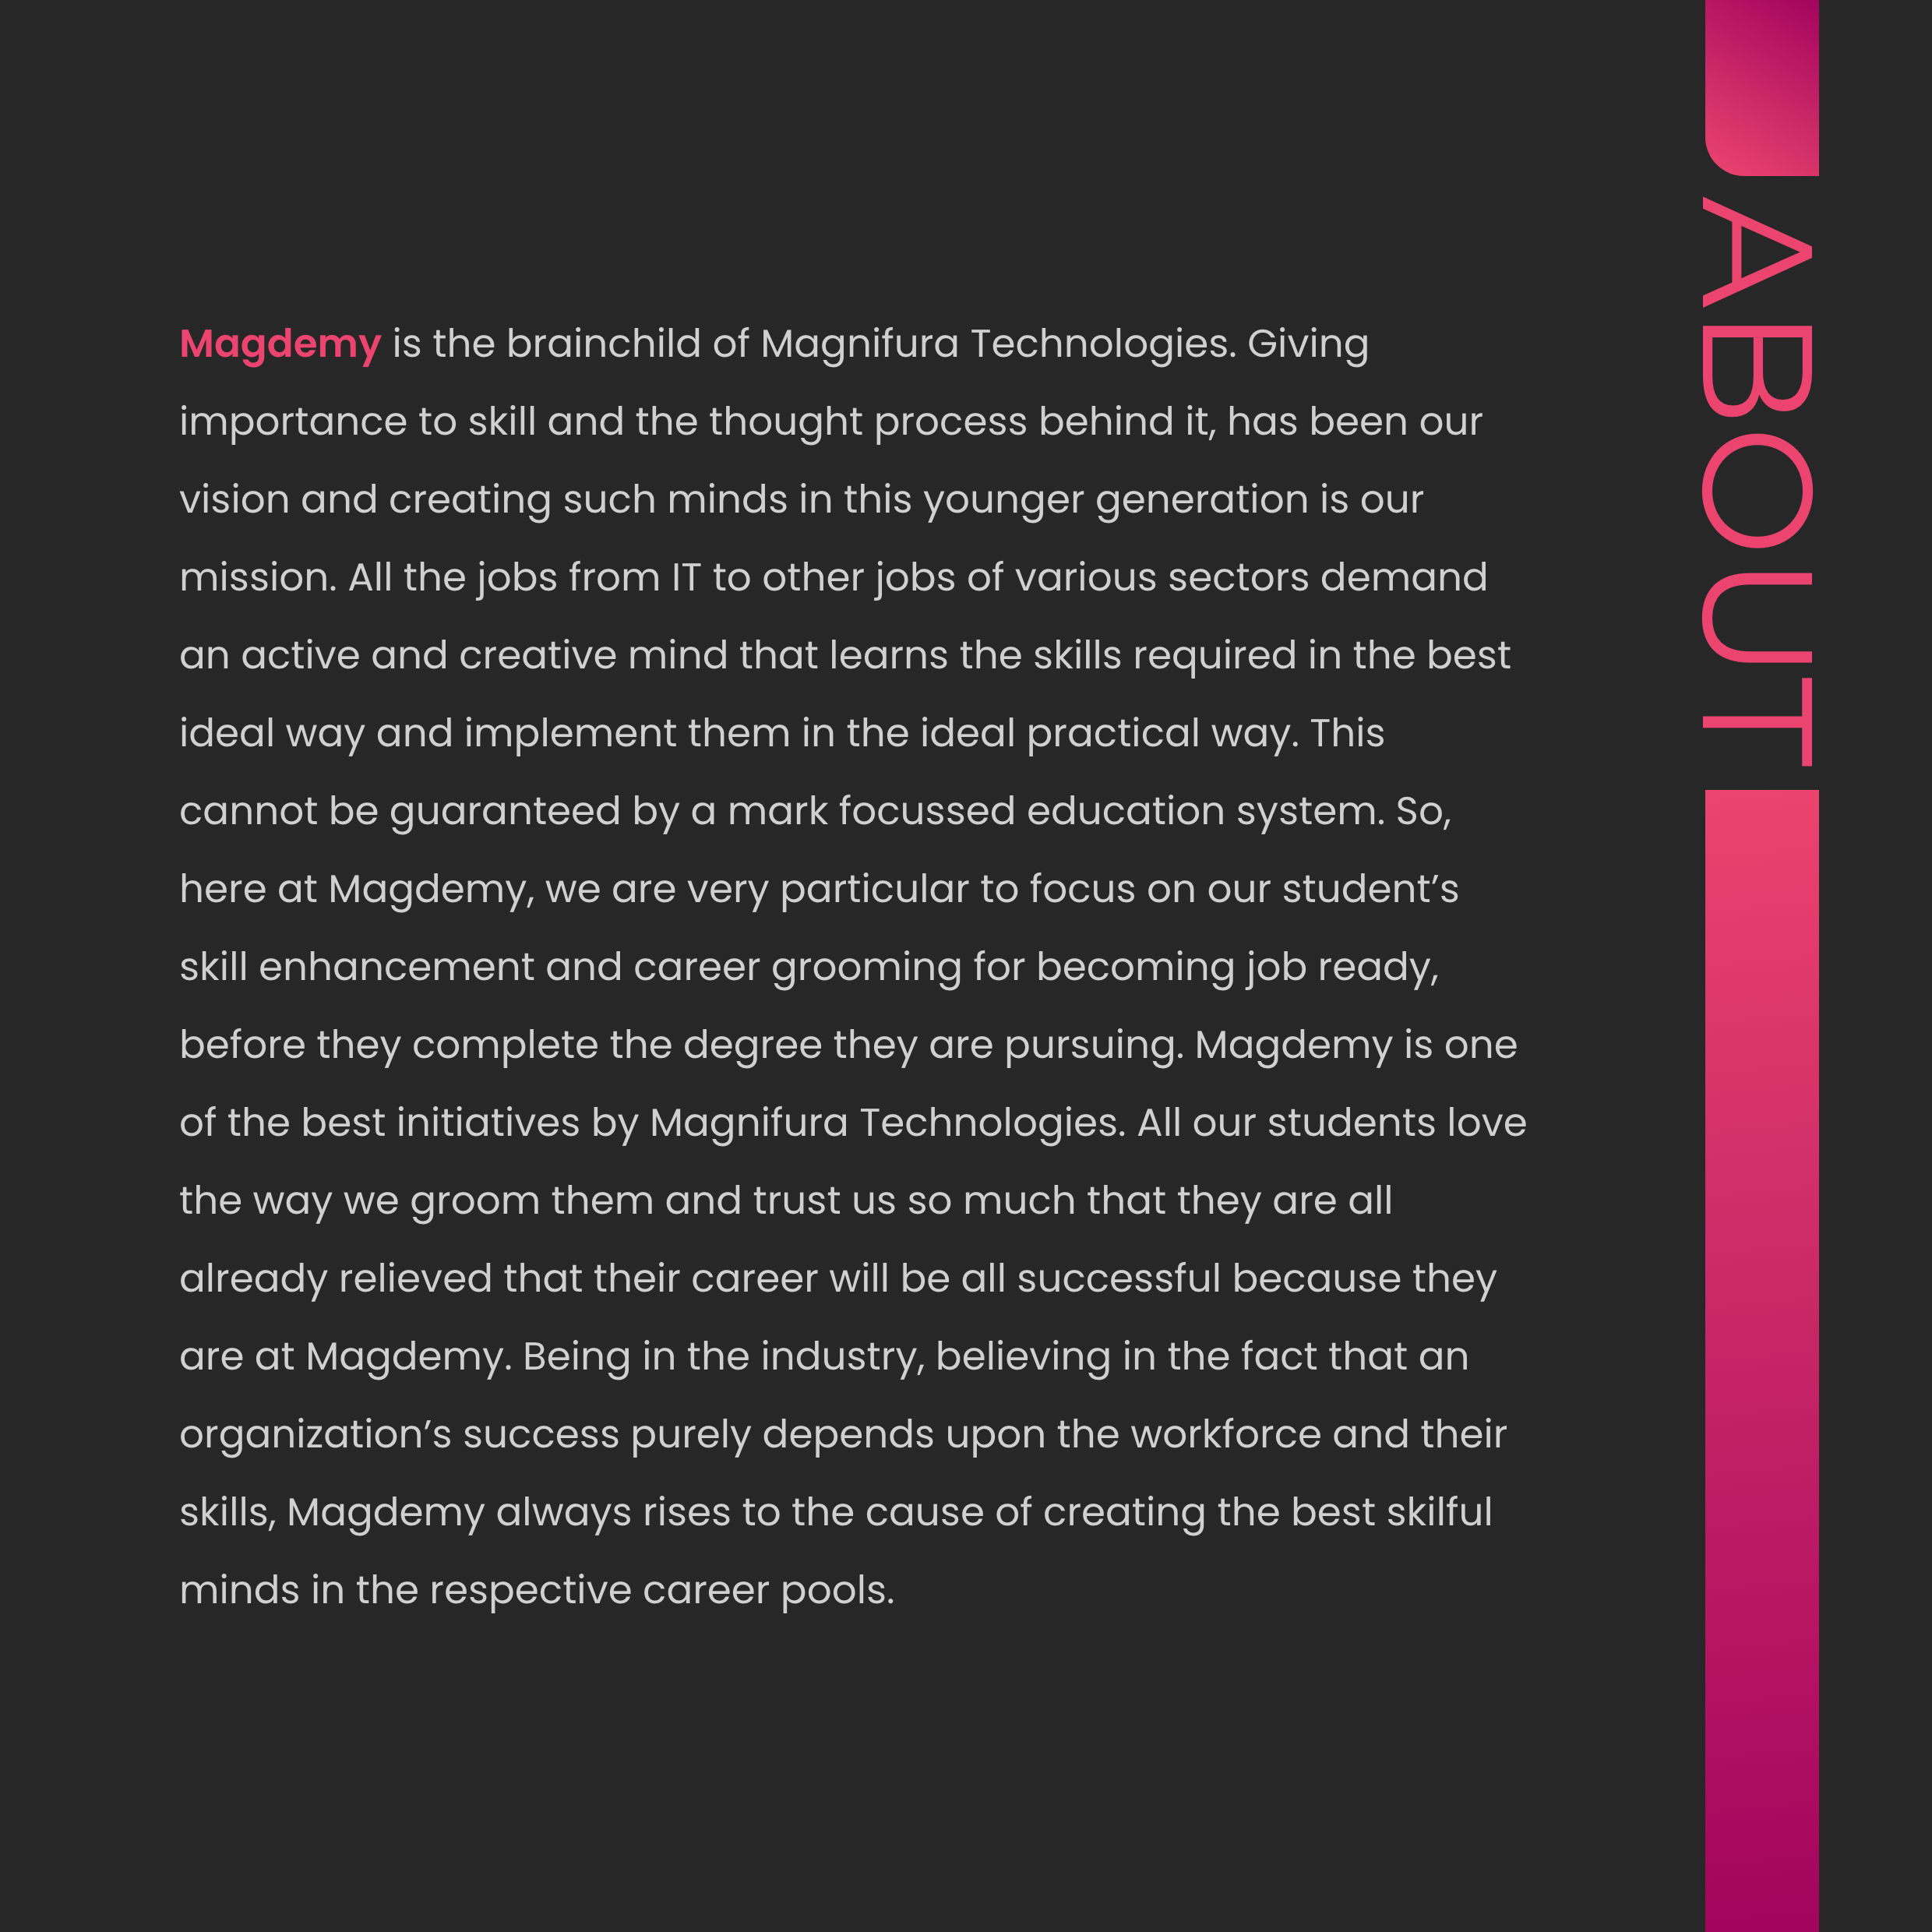 ABOUT
Magdemy is the brainchild of Magnifura Technologies. Giving
importance to skill and the thought process behind it, has been our
vision and creating such minds in this younger generation is our
mission. All the jobs from IT to other jobs of various sectors demand
an active and creative mind that learns the skills required in the best
ideal way and implement them in the ideal practical way. This
cannot be guaranteed by a mark focussed education system. So,
here at Magdemy, we are very particular to focus on our student’s
skill enhancement and career grooming for becoming job ready,
before they complete the degree they are pursuing. Magdemy is one
of the best initiatives by Magnifura Technologies. All our students love
the way we groom them and trust us so much that they are all
already relieved that their career will be all successful because they
are at Magdemy. Being in the industry, believing in the fact that an
organization’s success purely depends upon the workforce and their
skills, Magdemy always rises to the cause of creating the best skilful
minds in the respective career pools.